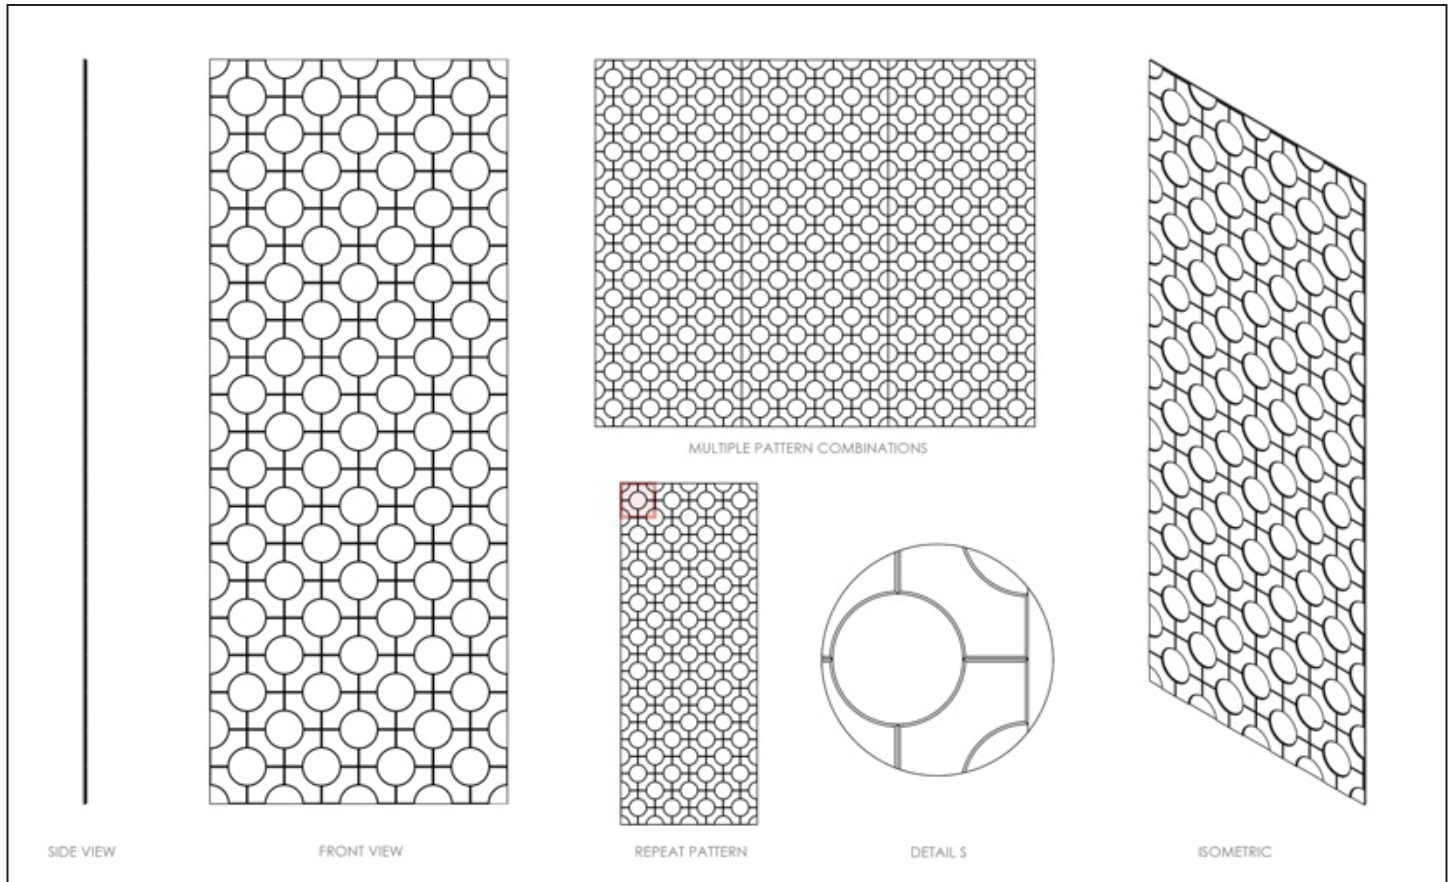 MULTIPLE PATTERN COMBINATIONS
SIDE VIEW
FRONT VIEW
REPEAT PATTERN
DETAIL S
ISOMETRIC